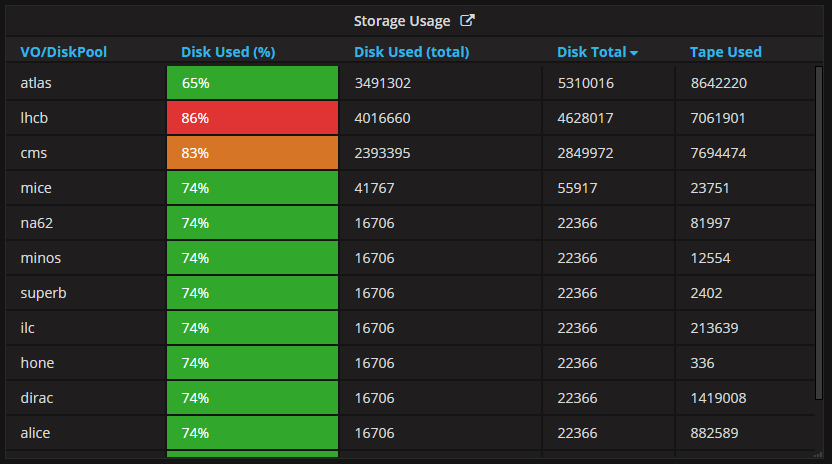 Storage Usage
VO/DiskPool Disk Used (%) Disk Used (total) Disk Total Tape Used
atlas 65% 3491302 5310016 8642220
lhcb 86% 4016660 4628017 7061901
cms 83% 2393395 2849972 7694474
mice 74% 41767 55917 23751
na62 74% 16706 22366 81997
minos 74% 16706 22366 12554
superb 74% 16706 22366 2402
ilc 74% 16706 22366 213639
hone 74% 16706 22366 336
dirac 74% 16706 22366 1419008
alice 74% 16706 22366 882589